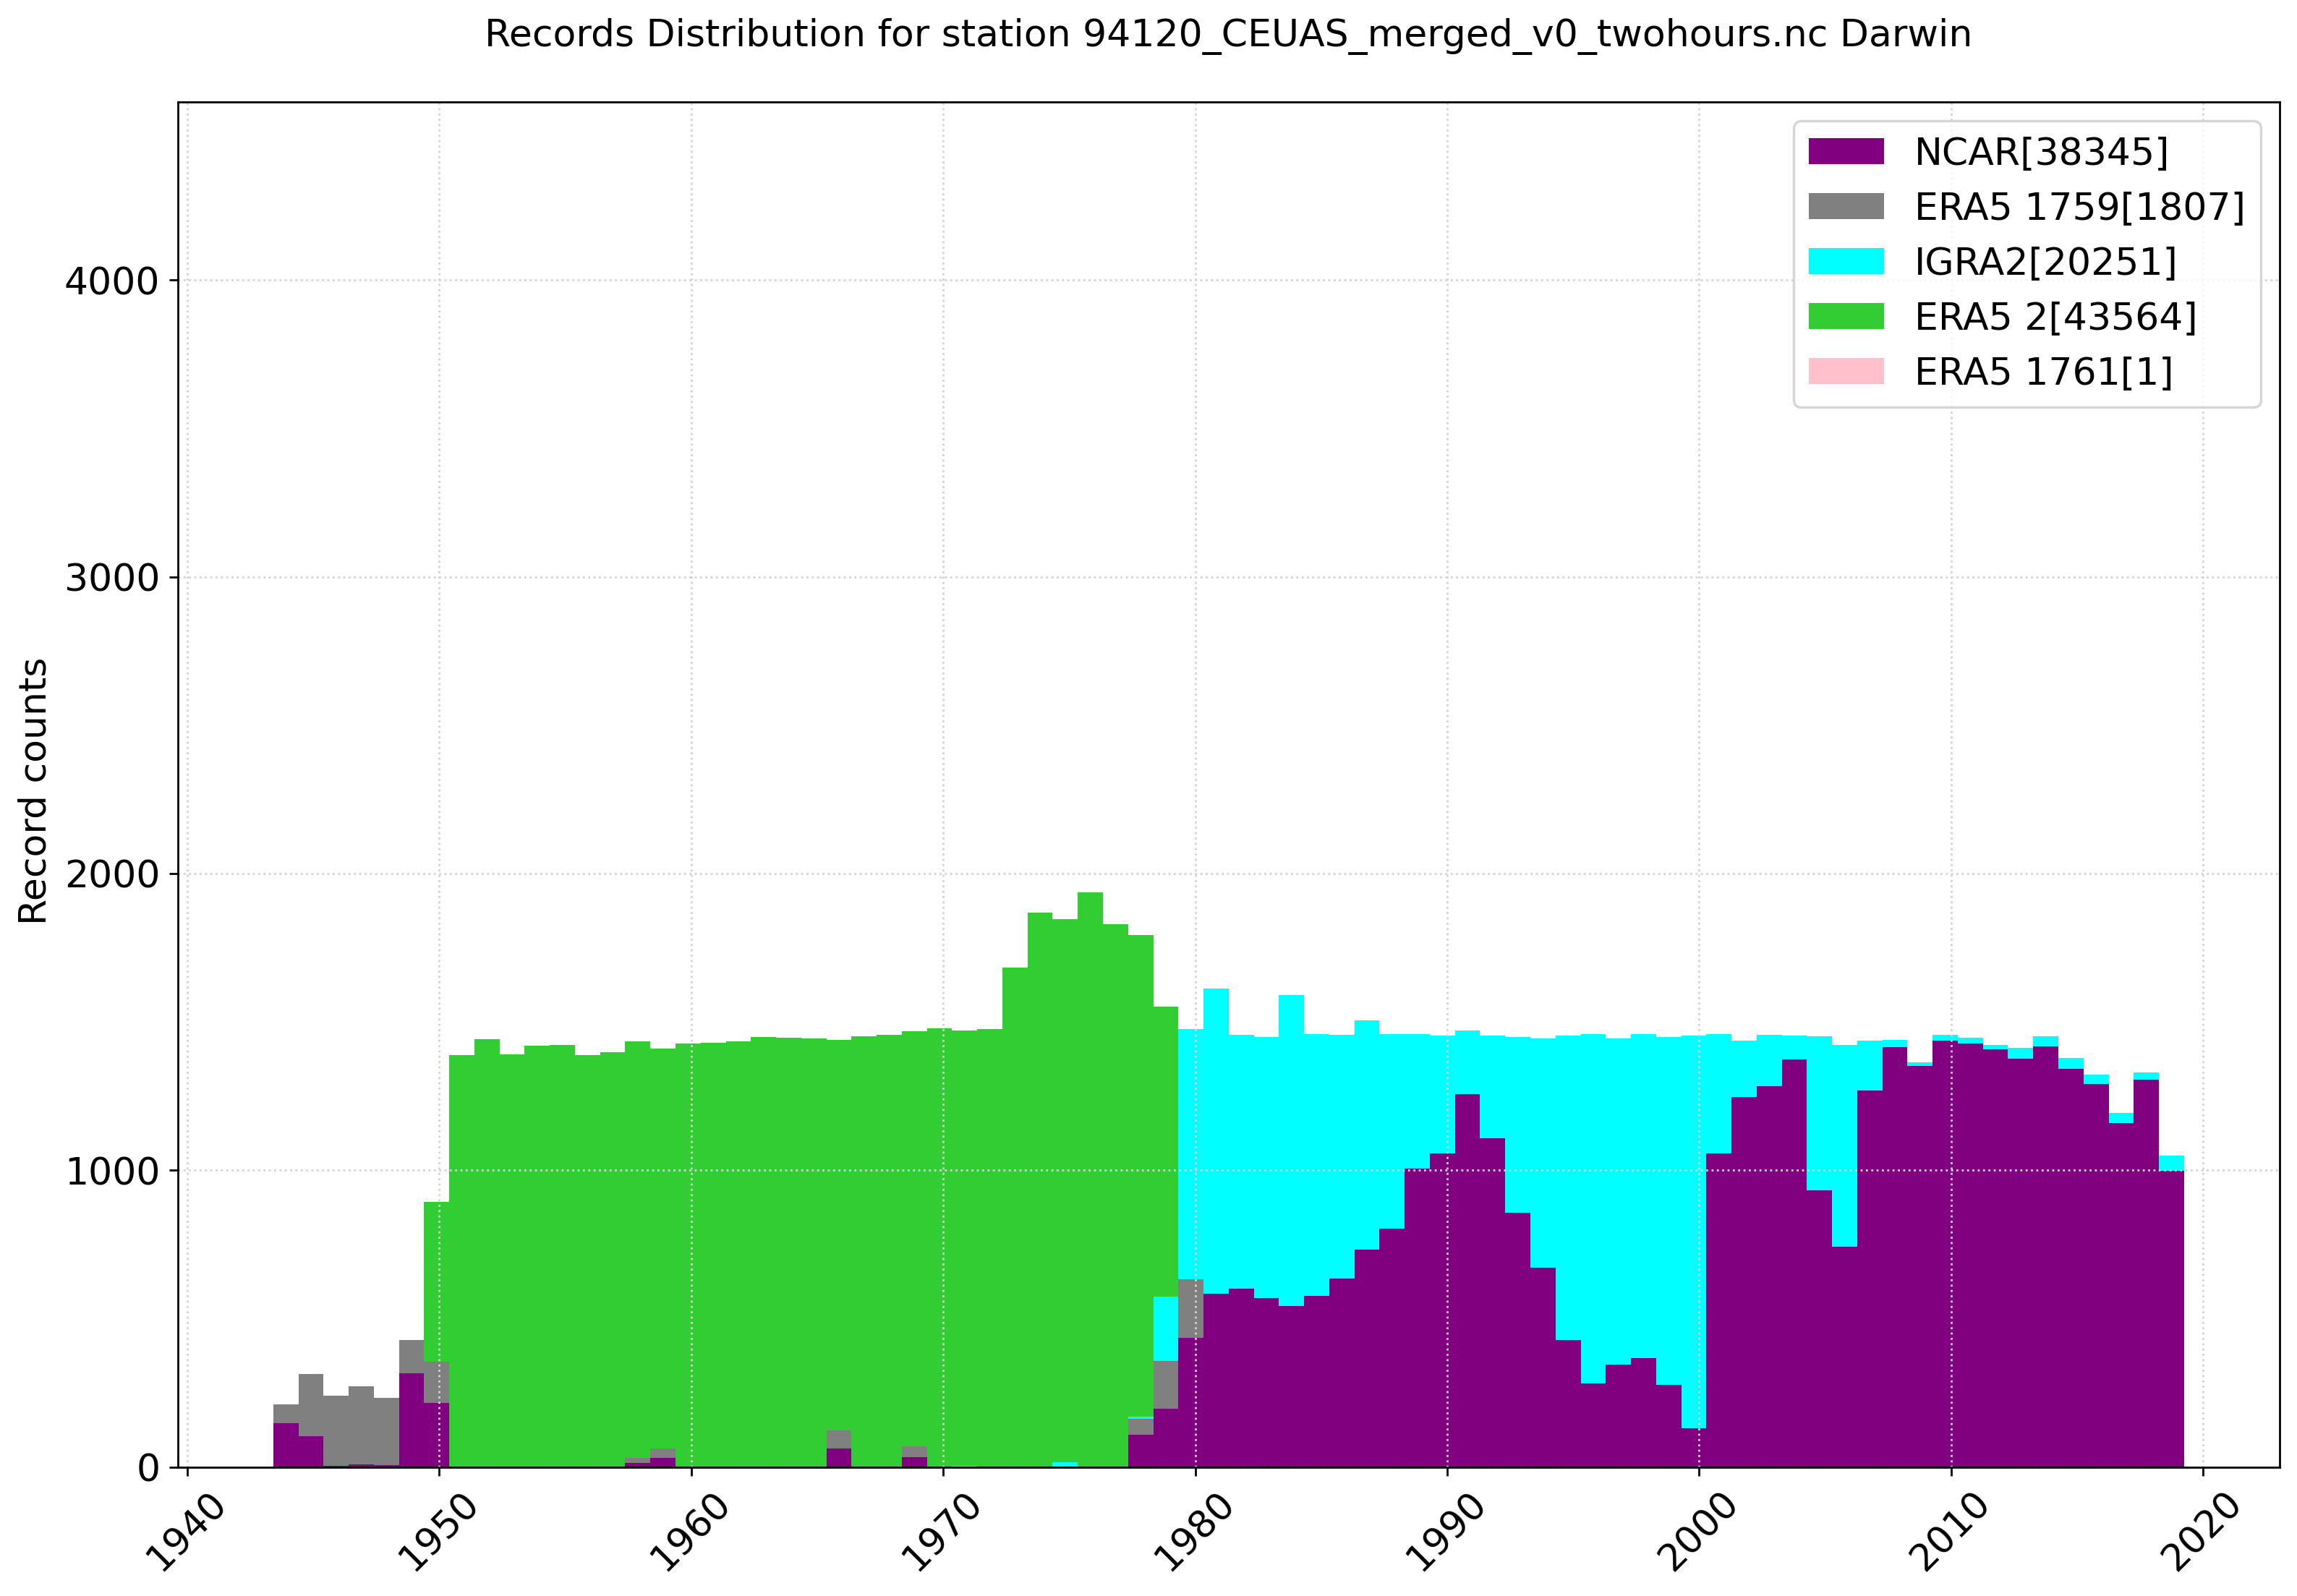 Records Distribution for station 94120_CEUAS_merged_v0_twohours.nc Darwin
NCAR[38345]
ERA5 1759[1807]
IGRA2[20251]
ERA5 2[43564]
ERA5 1761[1]
Record counts
4000
3000
2000
1000
0
1940
1950
1960
1970
1980
1990
2000
2010
2020